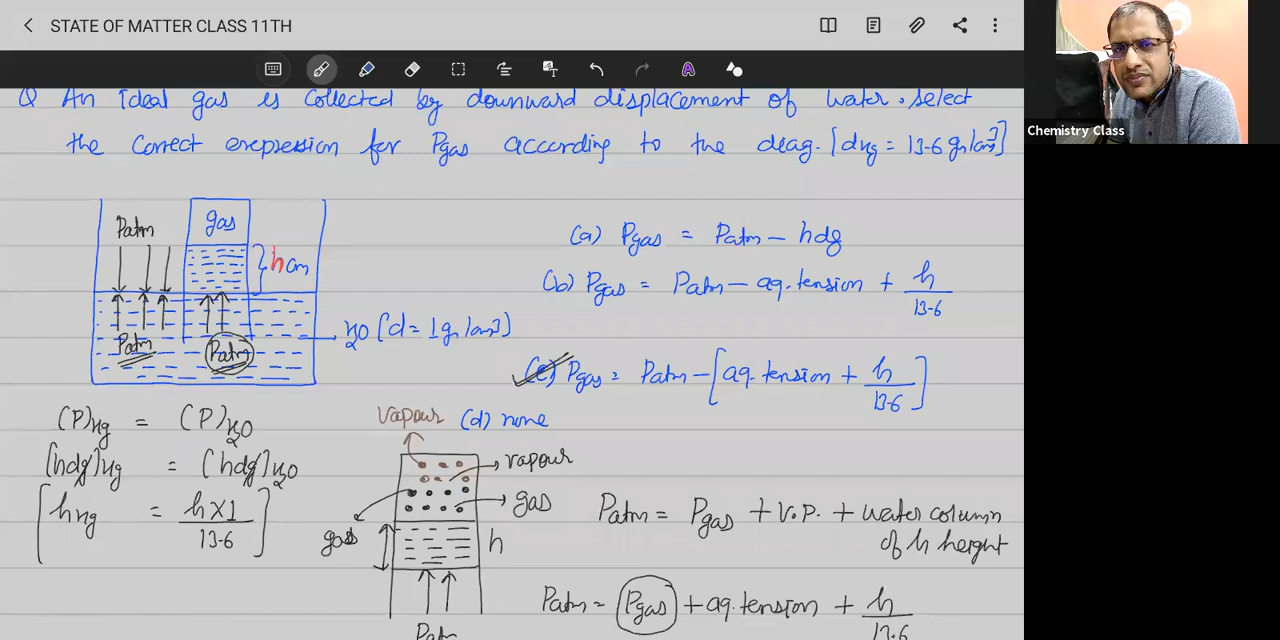 STATE OF MATTER CLASS 11TH
Chemistry Class
Q An ideal gas is collected by downward displacement of water. select
the correct expression for Pgas according to the diag. [dHg = 13.6 gm/cm³]
Patm
gas
h cm
H2O [d = 1 gm/cm³]
Patm
Patm
(a) Pgas = Patm - hdg
(b) Pgas = Patm - aq. tension + h/13.6
(c) Pgas = Patm - [aq. tension + h/13.6]
(d) none
(P)Hg = (P)H2O
[hdg]Hg = (hdg)H2O
[hHg = h×1/13.6]
vapour
vapour
gas
gas
h
Patm
Patm = Pgas + V.P. + water column
of h height
Patm = Pgas + aq. tension + h/13.6